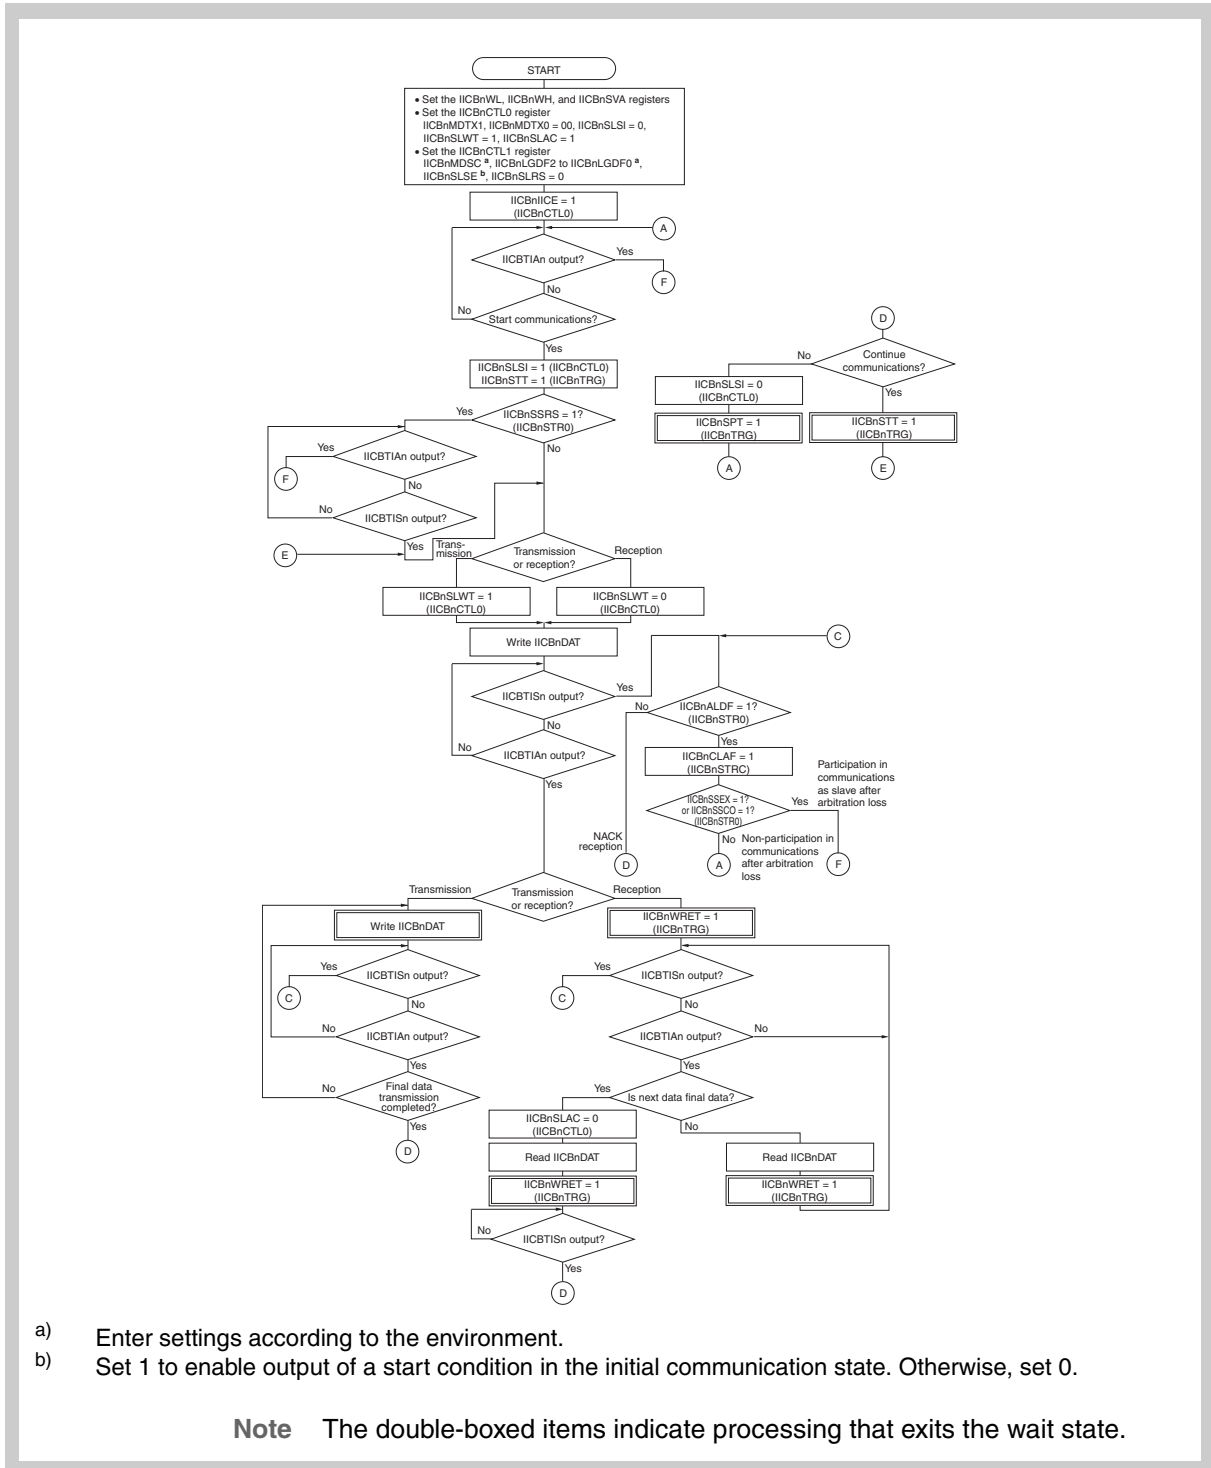 START
• Set the IICBnWL, IICBnWH, and IICBnSVA registers
• Set the IICBnCTL0 register
IICBnMDTX1, IICBnMDTX0 = 00, IICBnSLSI = 0,
IICBnSLWT = 1, IICBnSLAC = 1
• Set the IICBnCTL1 register
IICBnMDSC a, IICBnLGDF2 to IICBnLGDF0 a,
IICBnSLSE b, IICBnSLRS = 0
IICBnIICE = 1
(IICBnCTL0)
A
IICBTIAn output?
Yes
F
No
Start communications?
No
Yes
IICBnSLSI = 1 (IICBnCTL0)
IICBnSTT = 1 (IICBnTRG)
D
Continue
communications?
No
Yes
IICBnSLSI = 0
(IICBnCTL0)
IICBnSPT = 1
(IICBnTRG)
A
IICBnSTT = 1
(IICBnTRG)
E
IICBnSSRS = 1?
(IICBnSTR0)
Yes
No
IICBTIAn output?
Yes
F
No
IICBTISn output?
No
Yes
E
Transmission
or reception?
Trans-
mission
Reception
IICBnSLWT = 1
(IICBnCTL0)
IICBnSLWT = 0
(IICBnCTL0)
Write IICBnDAT
IICBTISn output?
Yes
No
IICBTIAn output?
No
Yes
C
IICBnALDF = 1?
(IICBnSTR0)
No
Yes
IICBnCLAF = 1
(IICBnSTRC)
IICBnSSEX = 1?
or IICBnSSCO = 1?
(IICBnSTR0)
Yes
Participation in
communications
as slave after
arbitration loss
F
No
Non-participation in
communications
after arbitration
loss
A
NACK
reception
D
Transmission
or reception?
Transmission
Reception
Write IICBnDAT
IICBTISn output?
Yes
C
No
IICBTIAn output?
No
Yes
Final data
transmission
completed?
No
Yes
D
IICBnWRET = 1
(IICBnTRG)
IICBTISn output?
Yes
C
No
IICBTIAn output?
No
Yes
Is next data final data?
Yes
No
IICBnSLAC = 0
(IICBnCTL0)
Read IICBnDAT
IICBnWRET = 1
(IICBnTRG)
IICBTISn output?
No
Yes
D
Read IICBnDAT
IICBnWRET = 1
(IICBnTRG)
a) Enter settings according to the environment.
b) Set 1 to enable output of a start condition in the initial communication state. Otherwise, set 0.
Note The double-boxed items indicate processing that exits the wait state.